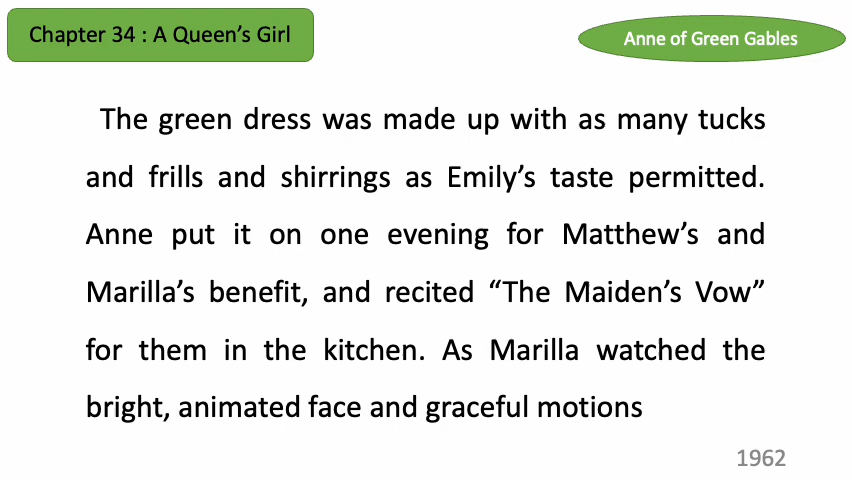 Chapter 34 : A Queen’s Girl
Anne of Green Gables
The green dress was made up with as many tucks
and frills and shirrings as Emily’s taste permitted.
Anne put it on one evening for Matthew’s and
Marilla’s benefit, and recited “The Maiden’s Vow”
for them in the kitchen. As Marilla watched the
bright, animated face and graceful motions
1962